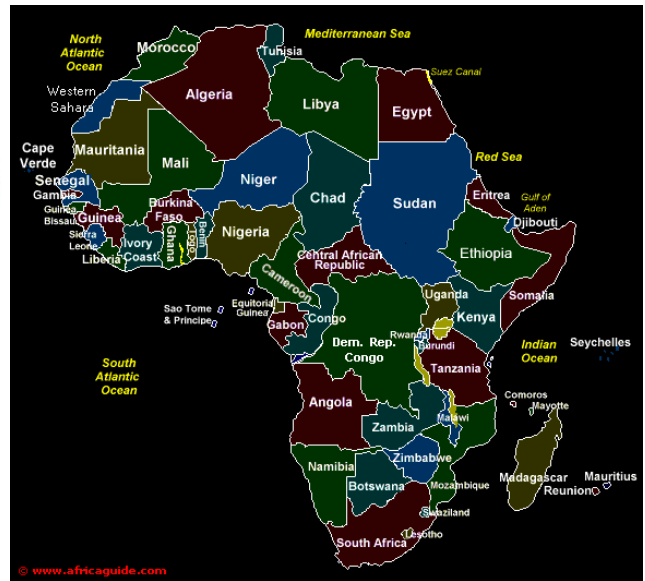 North
Atlantic
Ocean
Mediterranean Sea
Morocco
Tunisia
Suez Canal
Western
Sahara
Algeria
Libya
Egypt
Cape
Verde
Mauritania
Mali
Niger
Chad
Sudan
Red Sea
Eritrea
Gulf of
Aden
Djibouti
Senegal
Gambia
Guinea
Bissau
Guinea
Sierra
Leone
Liberia
Burkina
Faso
Ivory
Coast
Ghana
Togo
Benin
Nigeria
Cameroon
Central African
Republic
Ethiopia
Somalia
Sao Tome
& Principe
Equitorial
Guinea
Gabon
Congo
Dem. Rep.
Congo
Uganda
Kenya
Rwanda
Burundi
Tanzania
Indian
Ocean
Seychelles
South
Atlantic
Ocean
Angola
Zambia
Malawi
Comoros
Mayotte
Namibia
Botswana
Zimbabwe
Mozambique
Madagascar
Mauritius
Reunion
Swaziland
Lesotho
South Africa
© www.africaguide.com